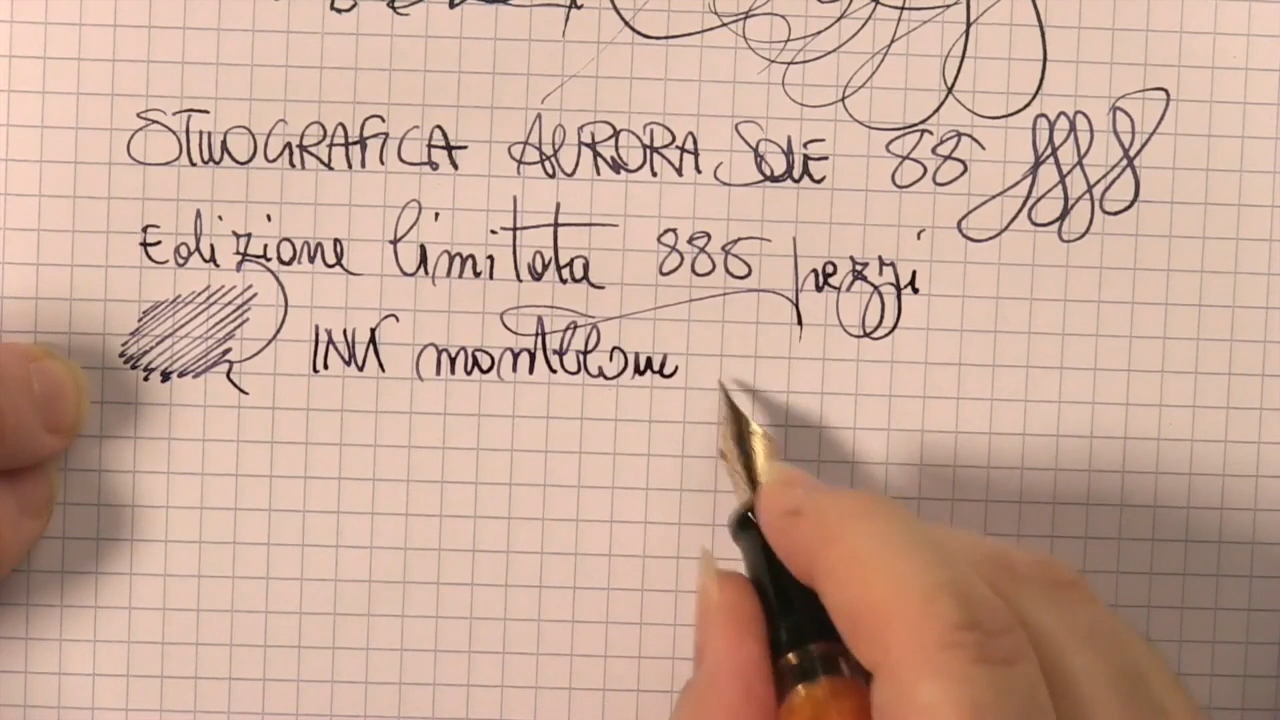 STILOGRAFICA AURORA SOLE 88
Edizione limitata 888 pezzi
INK montblanc